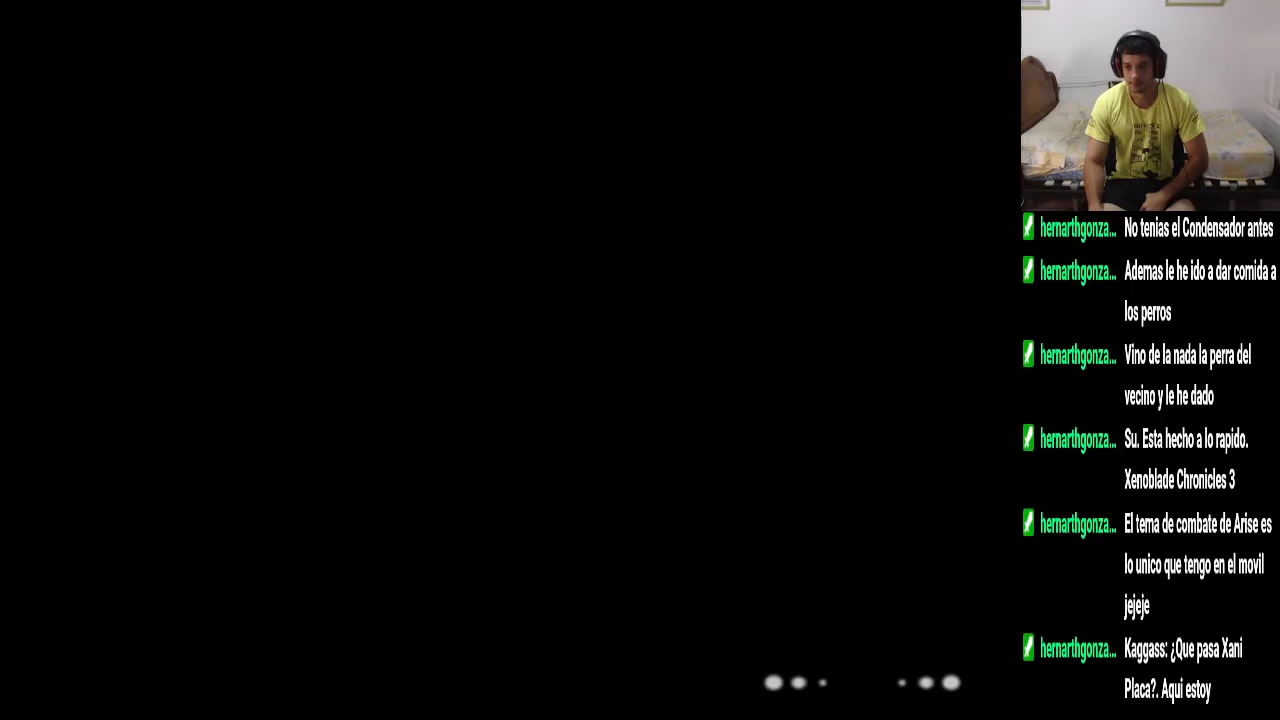 hernarthgonza... No tenias el Condensador antes
hernarthgonza... Ademas le he ido a dar comida a
los perros
hernarthgonza... Vino de la nada la perra del
vecino y le he dado
hernarthgonza... Su. Esta hecho a lo rapido.
Xenoblade Chronicles 3
hernarthgonza... El tema de combate de Arise es
lo unico que tengo en el movil
jejeje
hernarthgonza... Kaggass: ¿Que pasa Xani
Placa?. Aqui estoy